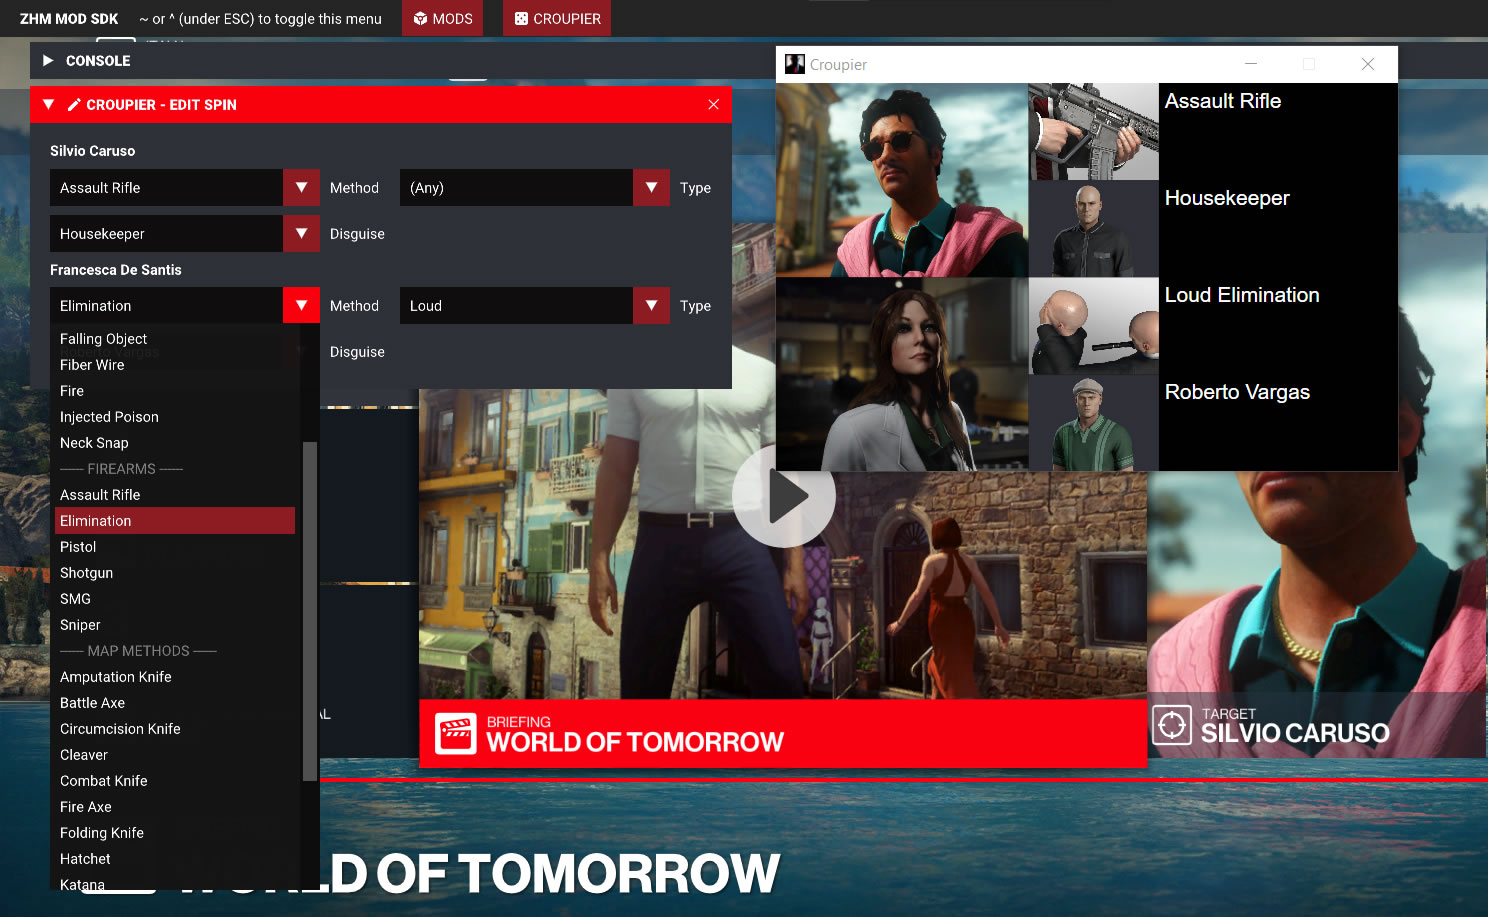 ZHM MOD SDK ~ or ^ (under ESC) to toggle this menu MODS CROUPIER
CONSOLE
CROUPIER - EDIT SPIN
Silvio Caruso
Assault Rifle Method (Any) Type
Housekeeper Disguise
Francesca De Santis
Elimination Method Loud Type
Roberto Vargas Disguise
Falling Object
Fiber Wire
Fire
Injected Poison
Neck Snap
------ FIREARMS ------
Assault Rifle
Elimination
Pistol
Shotgun
SMG
Sniper
------ MAP METHODS ------
Amputation Knife
Battle Axe
Circumcision Knife
Cleaver
Combat Knife
Fire Axe
Folding Knife
Hatchet
Katana
Croupier
Assault Rifle
Housekeeper
Loud Elimination
Roberto Vargas
BRIEFING
WORLD OF TOMORROW
TARGET
SILVIO CARUSO
WORLD OF TOMORROW